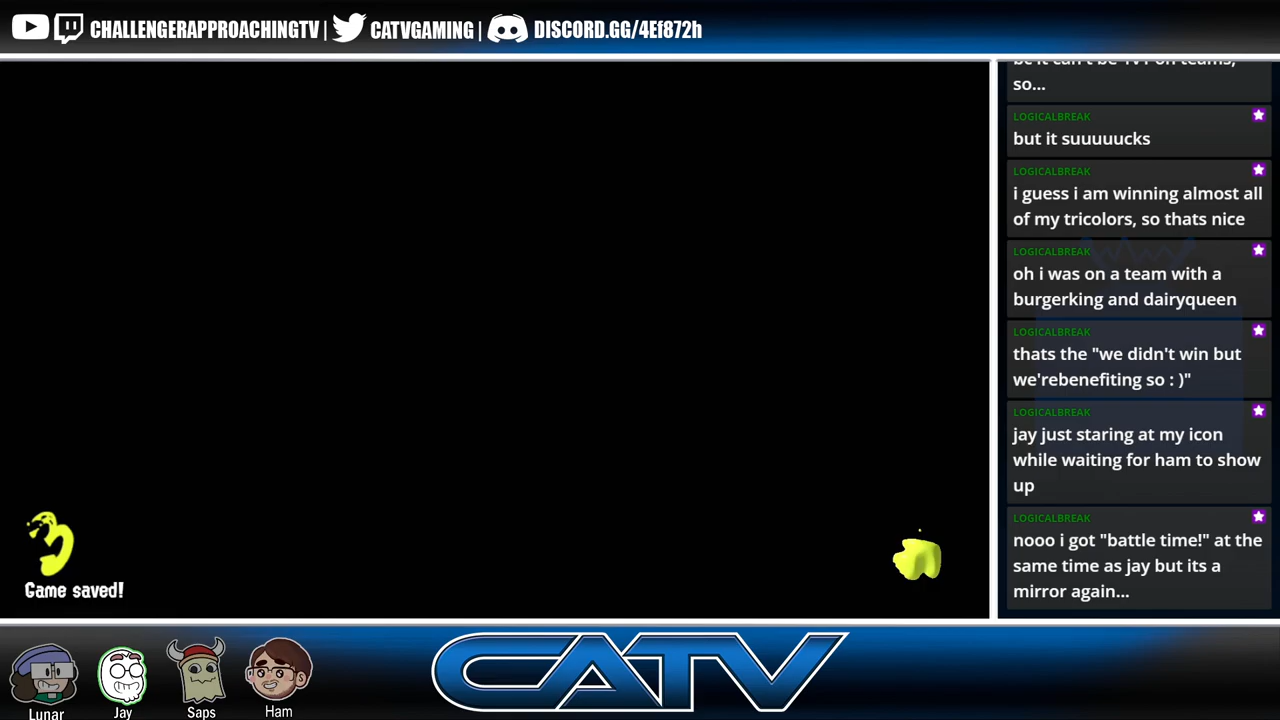 CHALLENGERAPPROACHINGTV | CATVGAMING | DISCORD.GG/4Ef872h
so...
LOGICALBREAK
but it suuuuucks
LOGICALBREAK
i guess i am winning almost all
of my tricolors, so thats nice
LOGICALBREAK
oh i was on a team with a
burgerking and dairyqueen
LOGICALBREAK
thats the "we didn't win but
we'rebenefiting so : )"
LOGICALBREAK
jay just staring at my icon
while waiting for ham to show
up
LOGICALBREAK
nooo i got "battle time!" at the
same time as jay but its a
mirror again...
Game saved!
CATV
Lunar
Jay
Saps
Ham